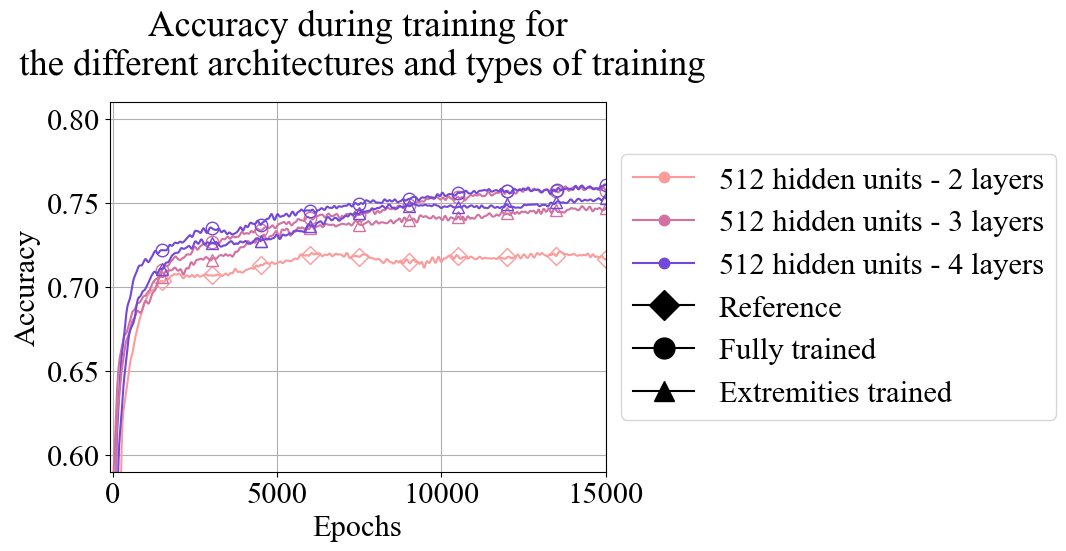 Accuracy during training for
the different architectures and types of training
0.80
0.75
0.70
0.65
0.60
Accuracy
0
5000
10000
15000
Epochs
512 hidden units - 2 layers
512 hidden units - 3 layers
512 hidden units - 4 layers
Reference
Fully trained
Extremities trained